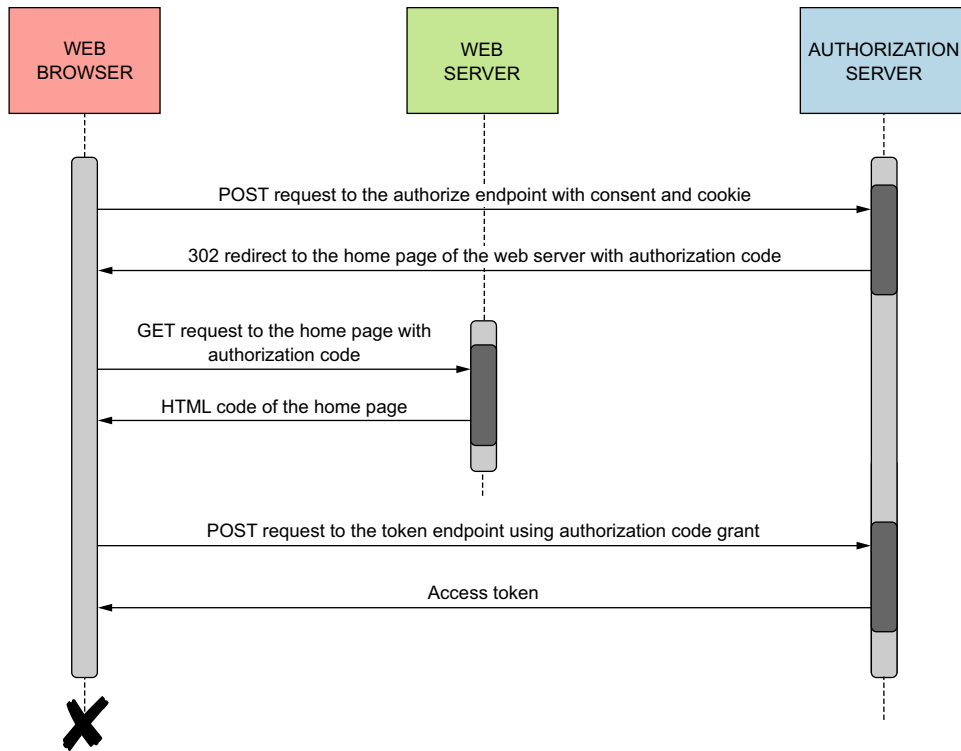 WEB
BROWSER
WEB
SERVER
AUTHORIZATION
SERVER
POST request to the authorize endpoint with consent and cookie
302 redirect to the home page of the web server with authorization code
GET request to the home page with
authorization code
HTML code of the home page
POST request to the token endpoint using authorization code grant
Access token